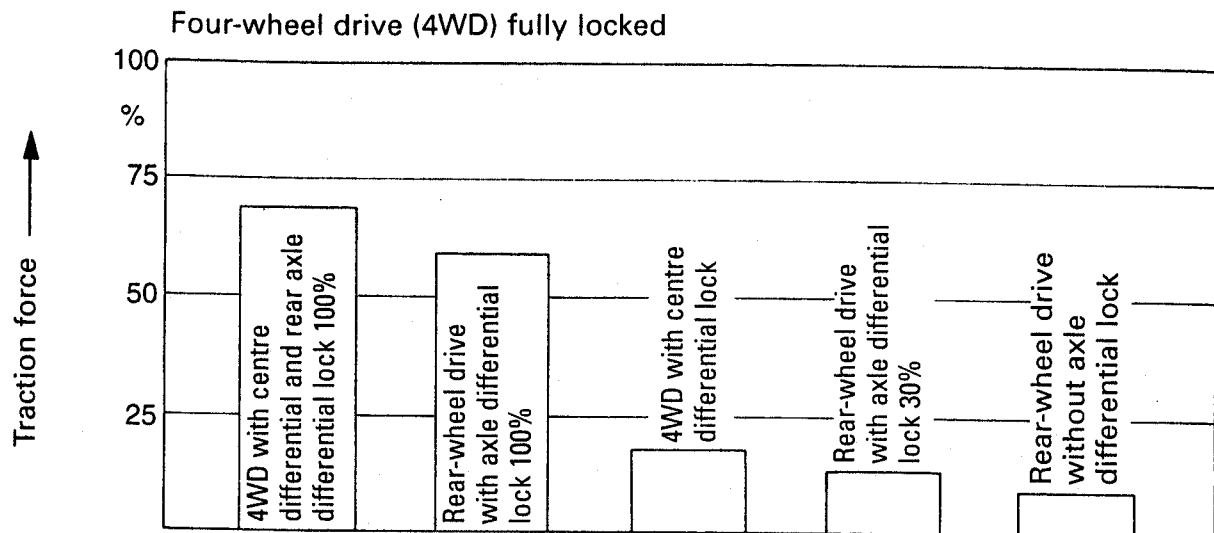 Four-wheel drive (4WD) fully locked
100
%
75
50
25
Traction force
4WD with centre
differential and rear axle
differential lock 100%
Rear-wheel drive
with axle differential
lock 100%
4WD with centre
differential lock
Rear-wheel drive
with axle differential
lock 30%
Rear-wheel drive
without axle
differential lock